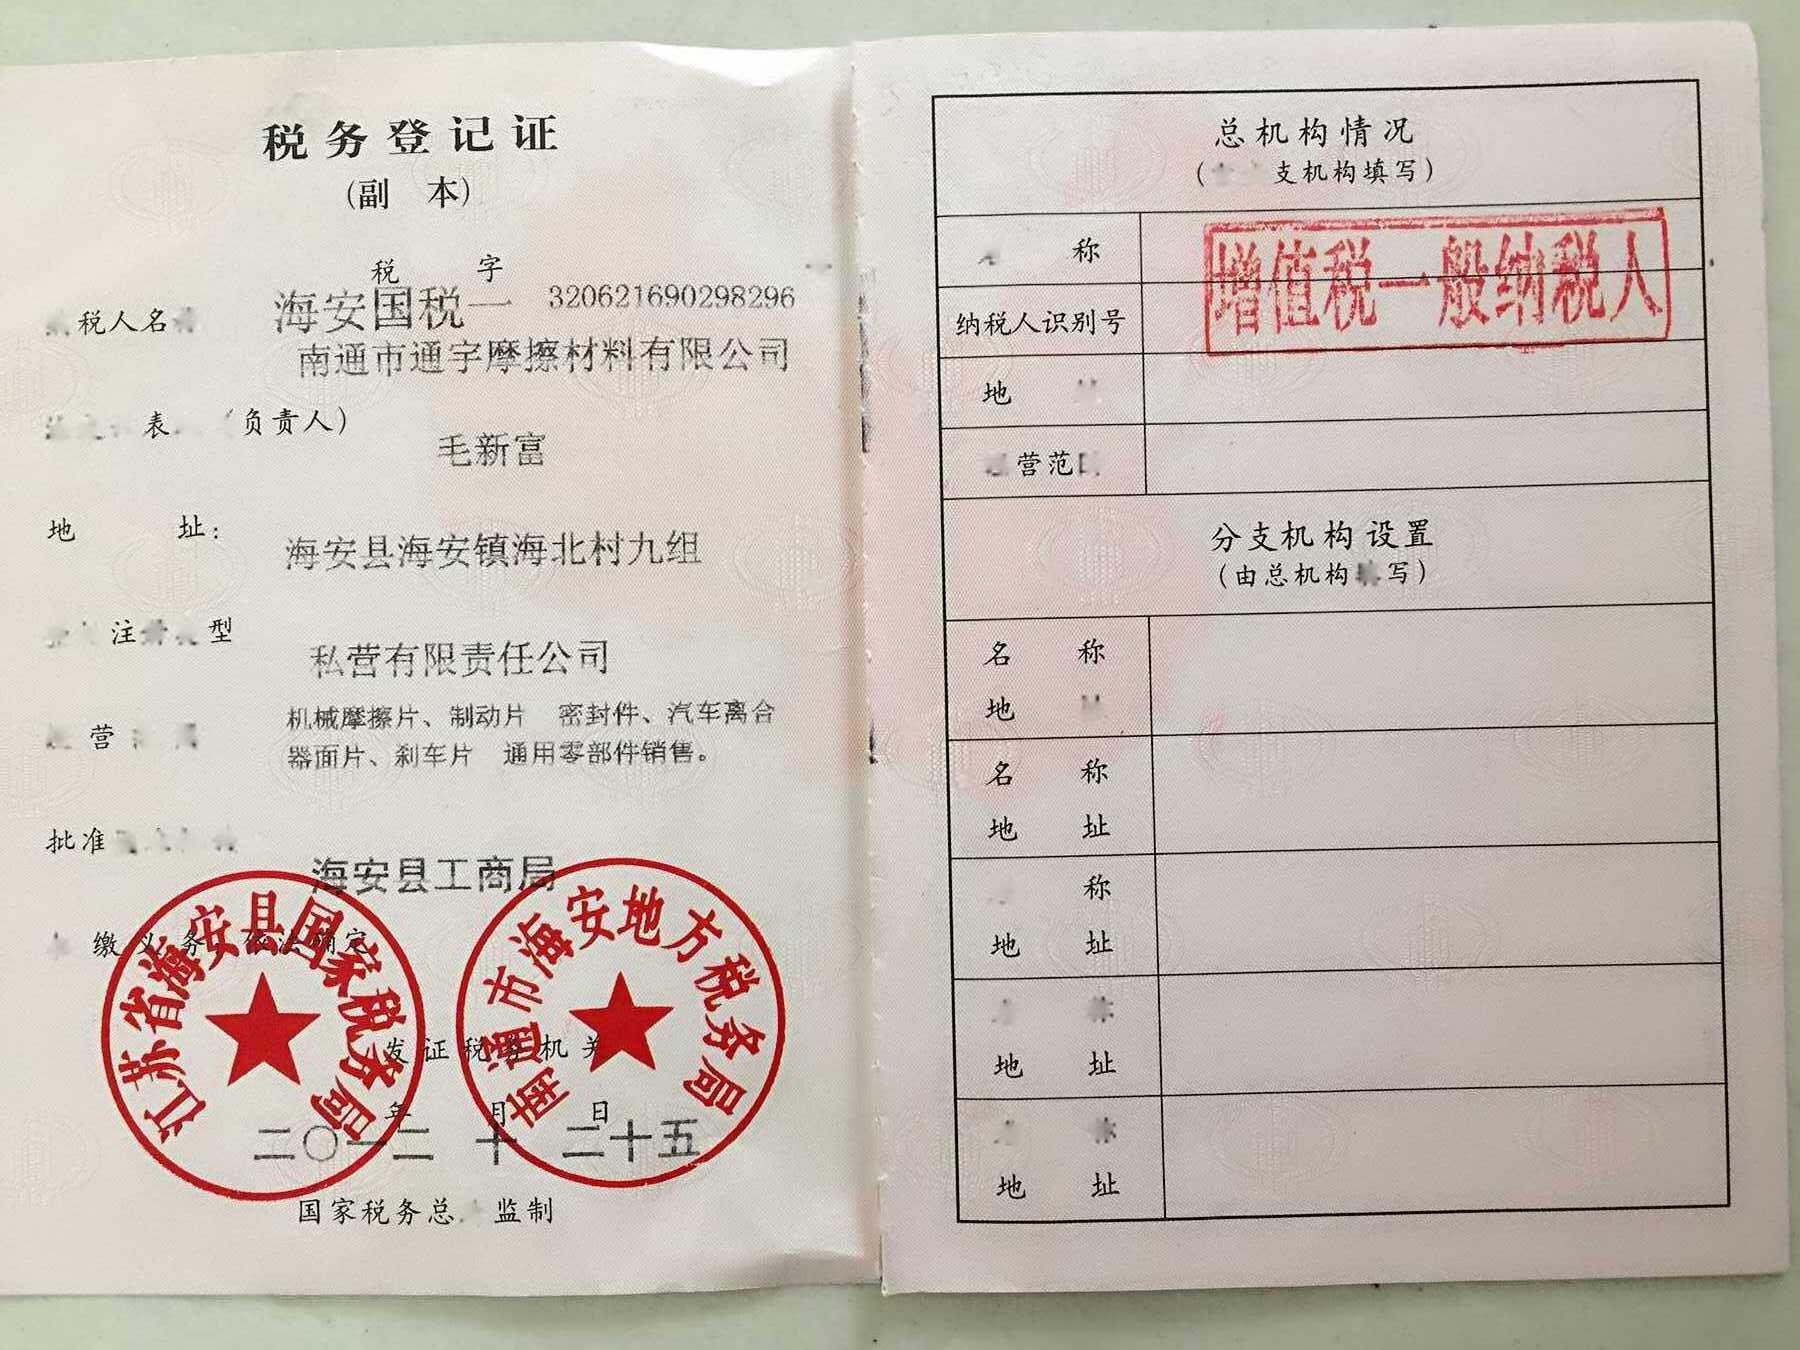 税务登记证
(副 本)
税 字
海安国税一 320621690298296
税人名
南通市通宇摩擦材料有限公司
表 (负责人)
毛新富
地 址:
海安县海安镇海北村九组
注 型
私营有限责任公司
营
机械摩擦片、制动片 密封件、汽车离合
器面片、刹车片 通用零部件销售。
批准
海安县工商局
缴 义务 依法确定
江苏省海安县国家税务局
南通市海安地方税务局
发证税务机关
年 月 日
二〇一二 十 二十五
国家税务总 监制
总机构情况
( 支机构填写)
称
增值税一般纳税人
纳税人识别号
地
营范
分支机构设置
(由总机构 写)
名 称
地
名 称
地 址
称
地 址
地 址
地 址